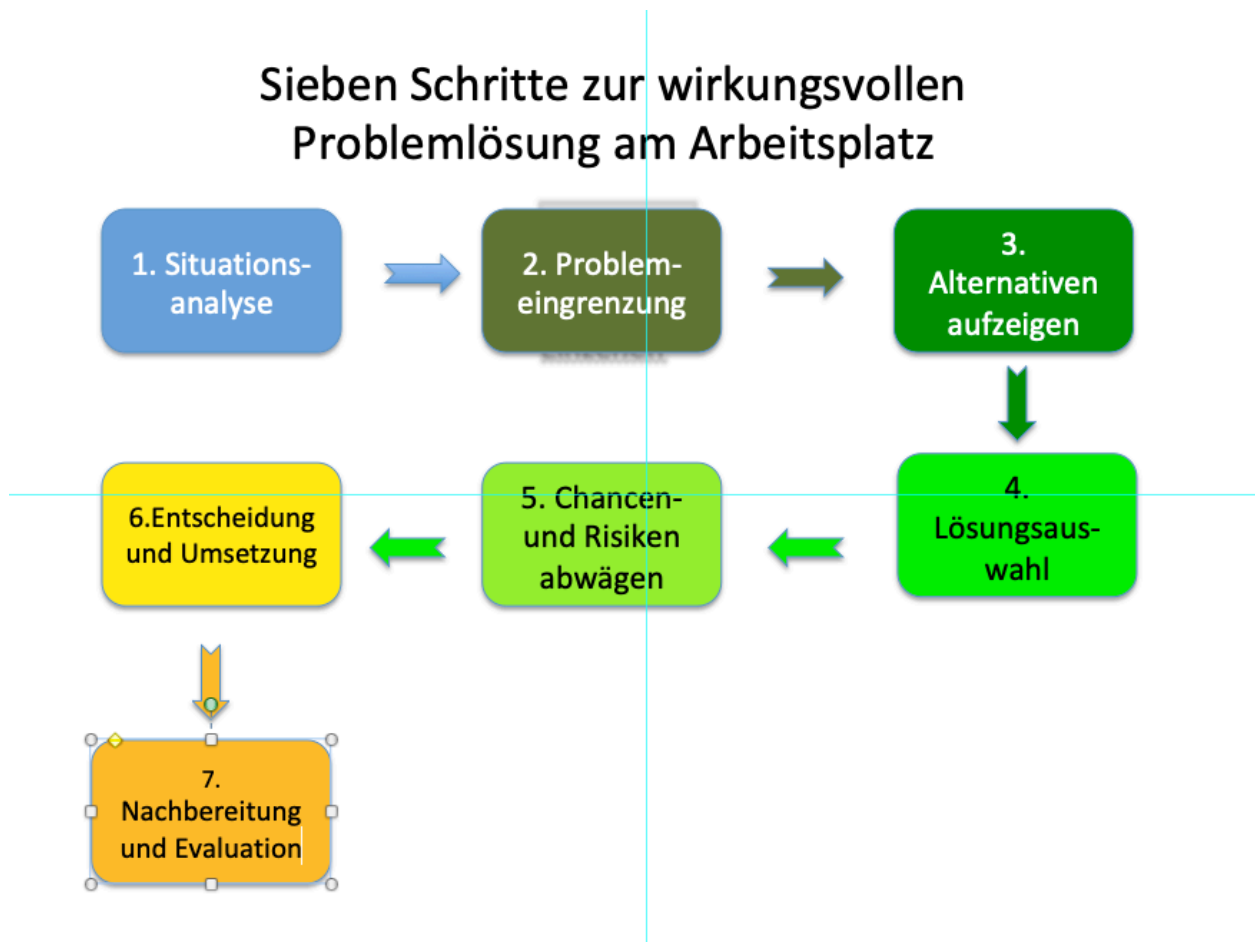 Sieben Schritte zur wirkungsvollen
Problemlösung am Arbeitsplatz
1. Situations-
analyse
2. Problem-
eingrenzung
3.
Alternativen
aufzeigen
4.
Lösungsaus-
wahl
5. Chancen-
und Risiken
abwägen
6.Entscheidung
und Umsetzung
7.
Nachbereitung
und Evaluation